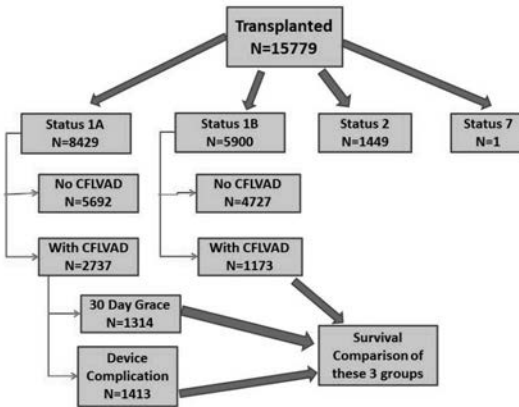 Transplanted
N=15779
Status 1A
N=8429
Status 1B
N=5900
Status 2
N=1449
Status 7
N=1
No CFLVAD
N=5692
No CFLVAD
N=4727
With CFLVAD
N=2737
With CFLVAD
N=1173
30 Day Grace
N=1314
Device
Complication
N=1413
Survival
Comparison of
these 3 groups